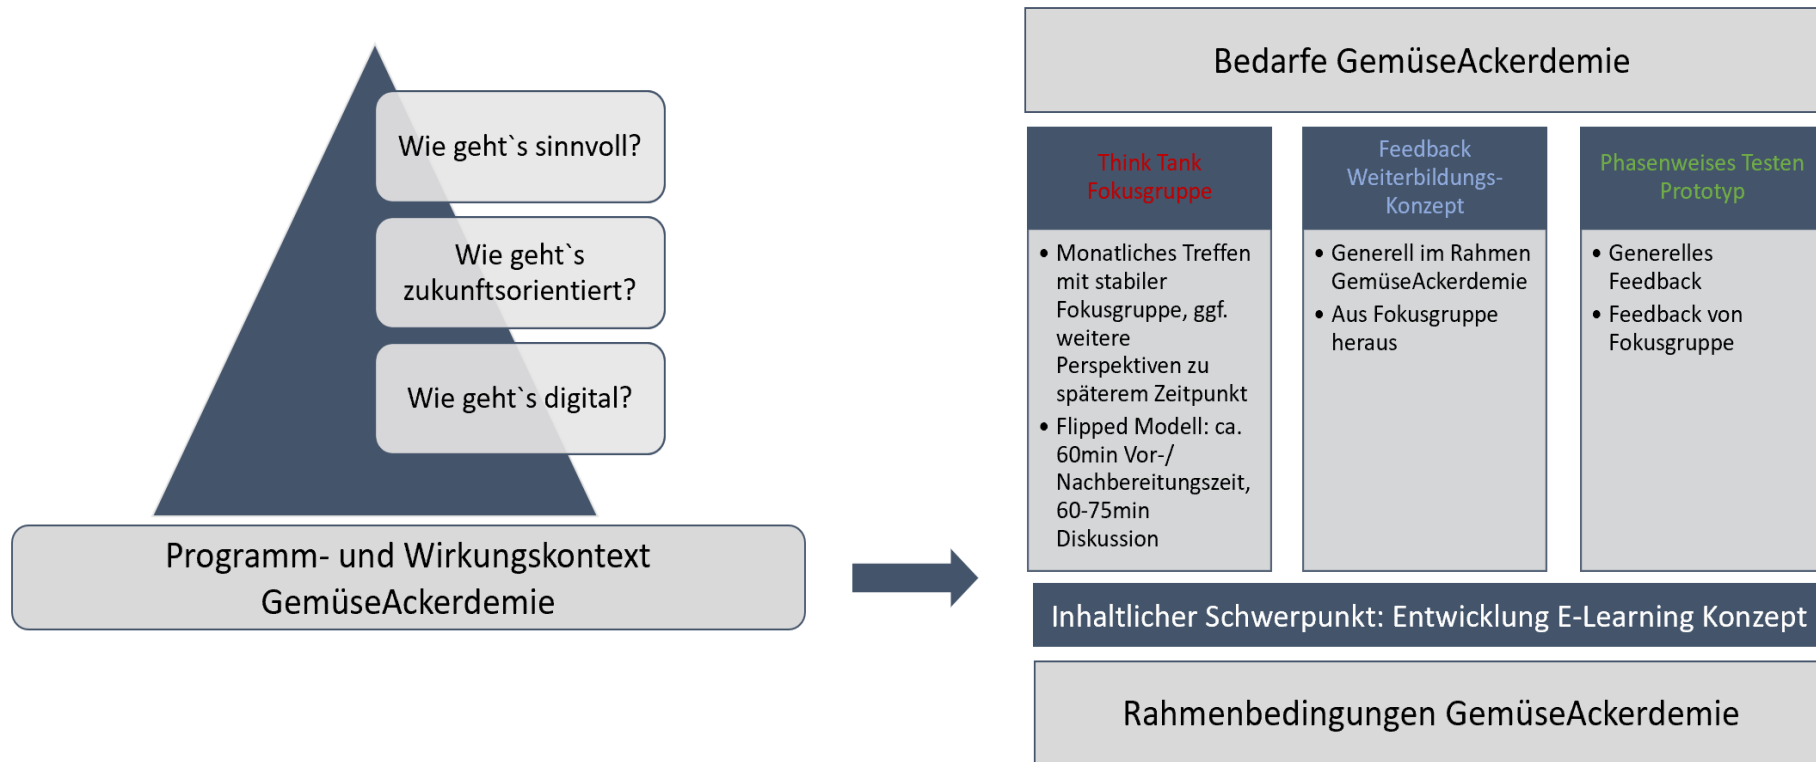 Wie geht`s sinnvoll?
Wie geht`s
zukunftsorientiert?
Wie geht`s digital?
Programm- und Wirkungskontext
GemüseAckerdemie
Bedarfe GemüseAckerdemie
Think Tank
Fokusgruppe
• Monatliches Treffen
mit stabiler
Fokusgruppe, ggf.
weitere
Perspektiven zu
späterem Zeitpunkt
• Flipped Modell: ca.
60min Vor-/
Nachbereitungszeit,
60-75min
Diskussion
Feedback
Weiterbildungs-
Konzept
• Generell im Rahmen
GemüseAckerdemie
• Aus Fokusgruppe
heraus
Phasenweises Testen
Prototyp
• Generelles
Feedback
• Feedback von
Fokusgruppe
Inhaltlicher Schwerpunkt: Entwicklung E-Learning Konzept
Rahmenbedingungen GemüseAckerdemie